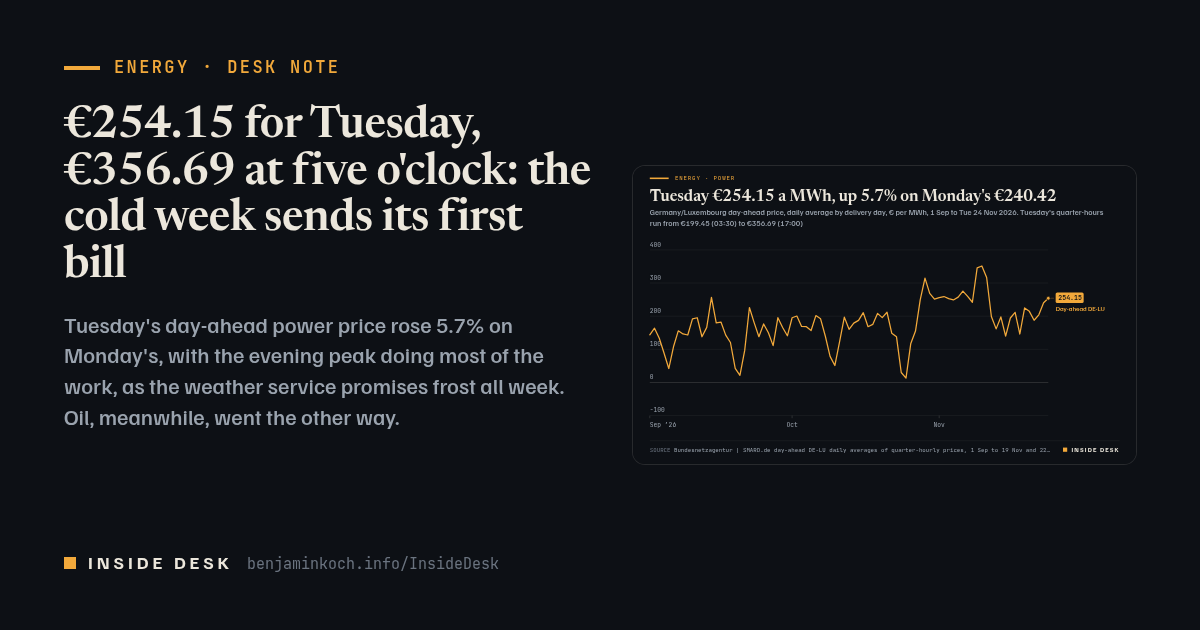 ENERGY · DESK NOTE
€254.15 for Tuesday,
€356.69 at five o'clock: the
cold week sends its first
bill
Tuesday's day-ahead power price rose 5.7% on
Monday's, with the evening peak doing most of the
work, as the weather service promises frost all week.
Oil, meanwhile, went the other way.
ENERGY · POWER
Tuesday €254.15 a MWh, up 5.7% on Monday's €240.42
Germany/Luxembourg day-ahead price, daily average by delivery day, € per MWh, 1 Sep to Tue 24 Nov 2026. Tuesday's quarter-hours
run from €199.45 (03:30) to €356.69 (17:00)
400
300
200
100
0
-100
254.15
Day-ahead DE-LU
Sep '26
Oct
Nov
SOURCE Bundesnetzagentur | SMARD.de day-ahead DE-LU daily averages of quarter-hourly prices, 1 Sep to 19 Nov and 22…
INSIDE DESK
INSIDE DESK benjaminkoch.info/InsideDesk